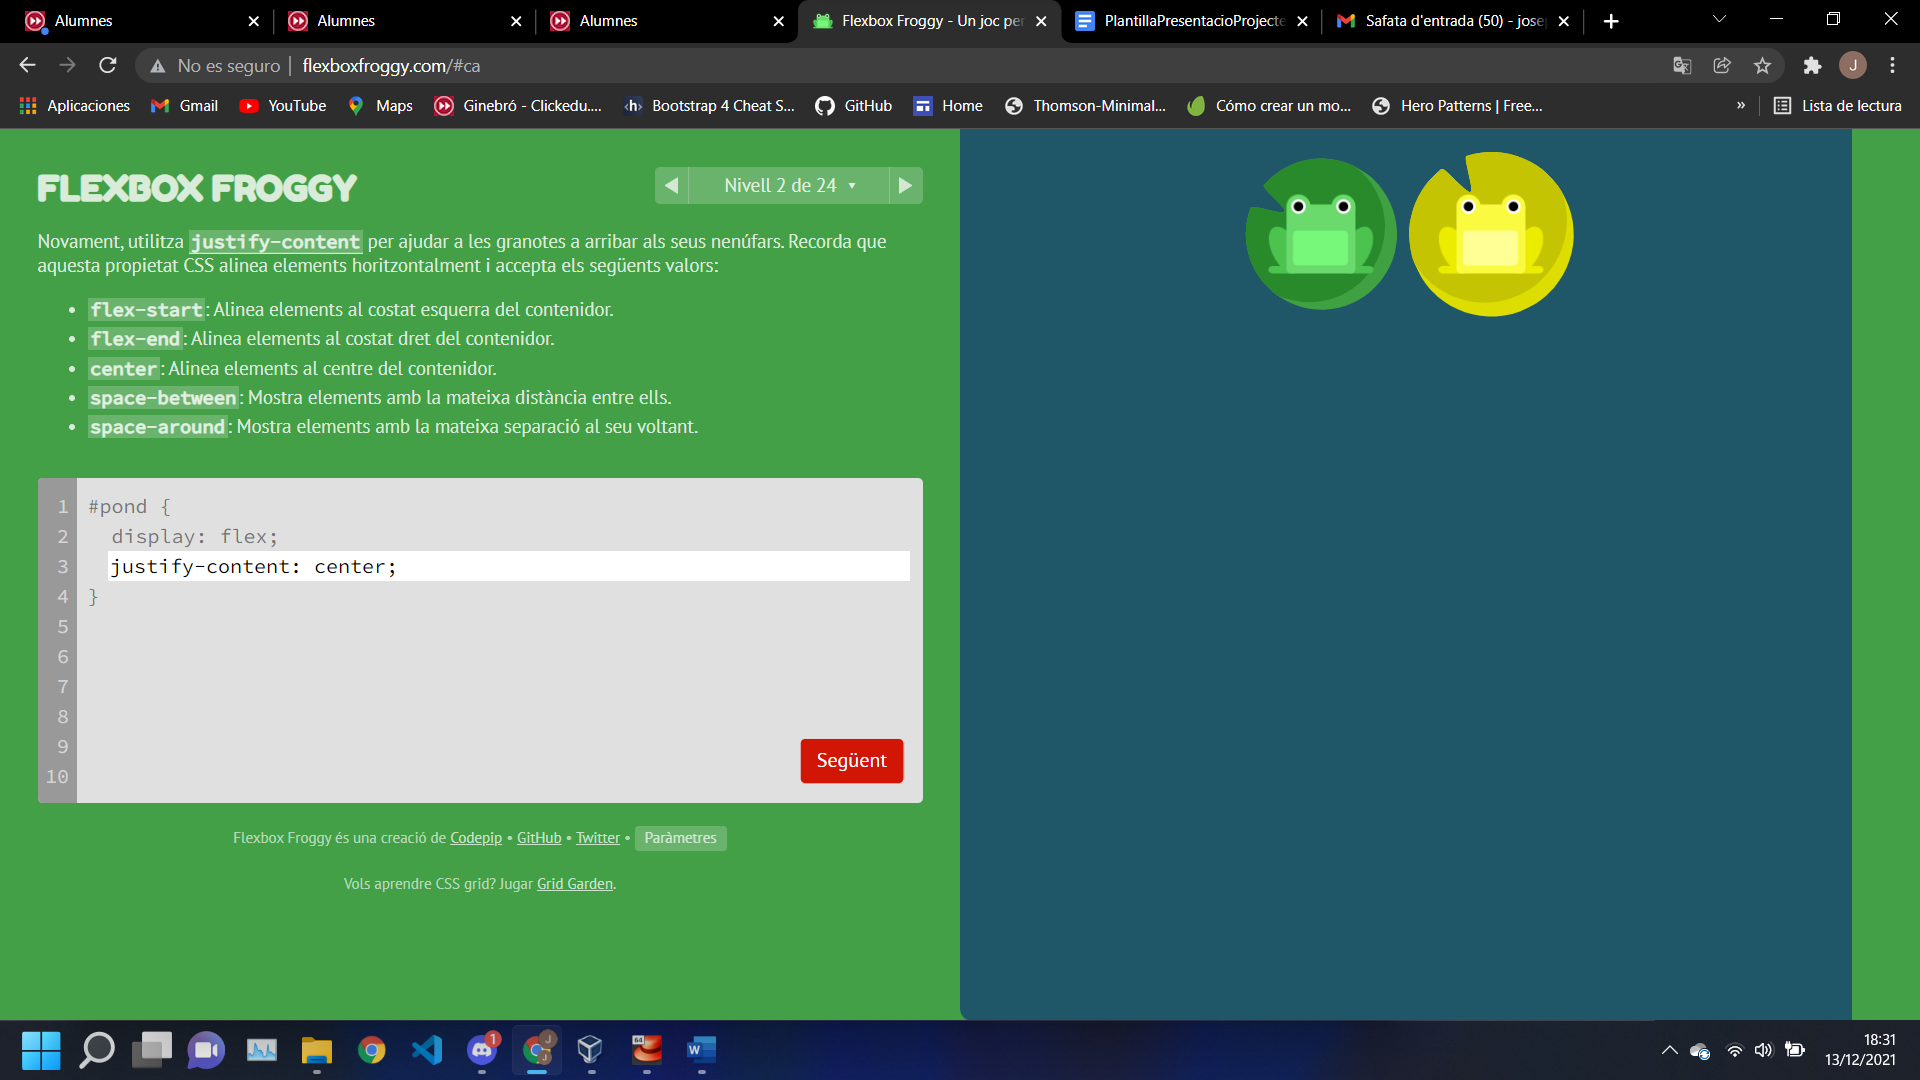 Alumnes
Alumnes
Alumnes
Flexbox Froggy - Un joc per
PlantillaPresentacioProjecte
Safata d'entrada (50) - josep
No es seguro | flexboxfroggy.com/#ca
J
Aplicaciones
Gmail
YouTube
Maps
Ginebró - Clickedu....
Bootstrap 4 Cheat S...
GitHub
Home
Thomson-Minimal...
Cómo crear un mo...
Hero Patterns | Free...
»
Lista de lectura
FLEXBOX FROGGY
Nivell 2 de 24
Novament, utilitza justify-content per ajudar a les granotes a arribar als seus nenúfars. Recorda que
aquesta propietat CSS alinea elements horitzontalment i accepta els següents valors:
• flex-start: Alinea elements al costat esquerra del contenidor.
• flex-end: Alinea elements al costat dret del contenidor.
• center: Alinea elements al centre del contenidor.
• space-between: Mostra elements amb la mateixa distància entre ells.
• space-around: Mostra elements amb la mateixa separació al seu voltant.
1 #pond {
2 display: flex;
3 justify-content: center;
4 }
5
6
7
8
9
10
Següent
Flexbox Froggy és una creació de Codepip • GitHub • Twitter • Paràmetres
Vols aprendre CSS grid? Jugar Grid Garden.
1
J
J
64
W
18:31
13/12/2021